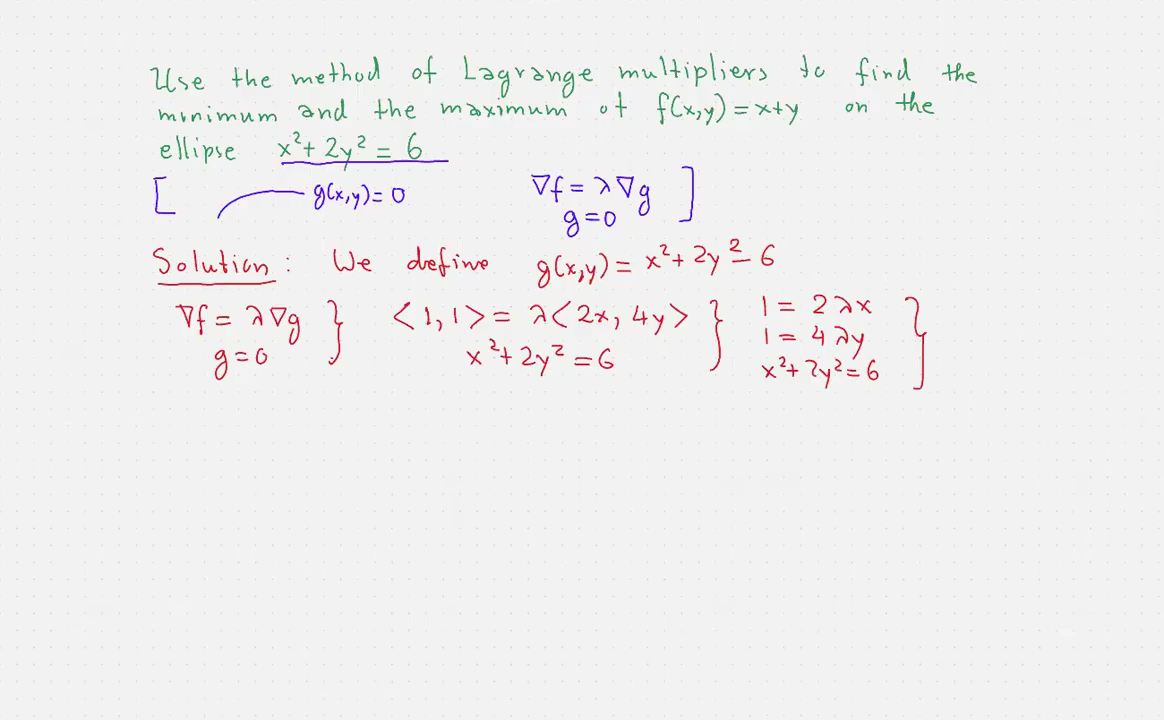 Use the method of Lagrange multipliers to find the
minimum and the maximum of f(x,y) = x+y on the
ellipse x² + 2y² = 6
[ g(x,y) = 0 ∇f = λ∇g ]
g = 0
Solution: We define g(x,y) = x² + 2y² − 6
∇f = λ∇g } <1, 1> = λ<2x, 4y> } 1 = 2λx }
g = 0 x² + 2y² = 6 1 = 4λy
x² + 2y² = 6